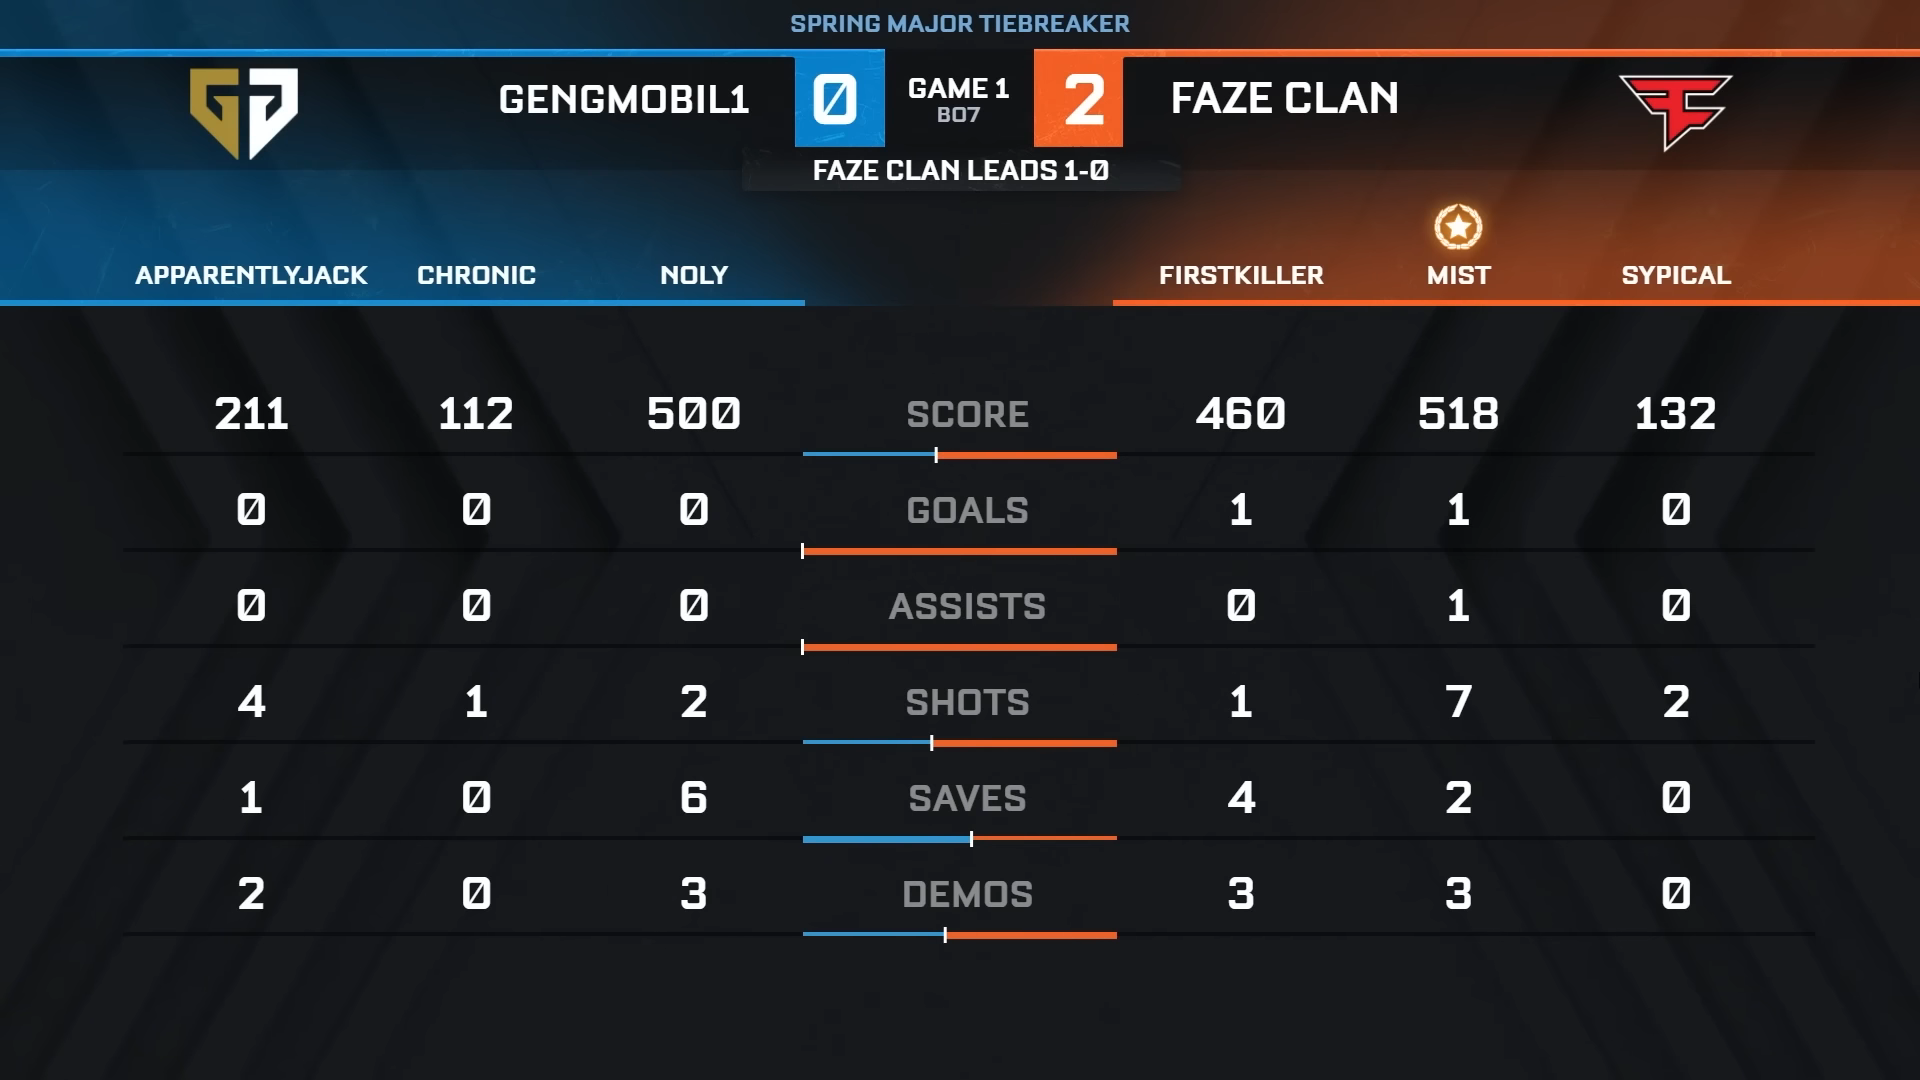 SPRING MAJOR TIEBREAKER
GENGMOBIL1 0 GAME 1 2 FAZE CLAN
BO7
FAZE CLAN LEADS 1-0
APPARENTLYJACK CHRONIC NOLY FIRSTKILLER MIST SYPICAL
211 112 500 SCORE 460 518 132
0 0 0 GOALS 1 1 0
0 0 0 ASSISTS 0 1 0
4 1 2 SHOTS 1 7 2
1 0 6 SAVES 4 2 0
2 0 3 DEMOS 3 3 0